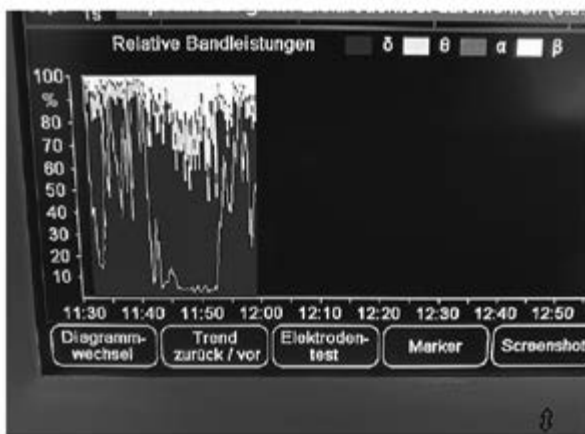 1s
Relative Bandleistungen δ θ α β
100
%
80
70
60
50
40
30
20
10
11:30 11:40 11:50 12:00 12:10 12:20 12:30 12:40 12:50
Diagramm-
wechsel
Trend
zurück / vor
Elektroden-
test
Marker
Screenshot